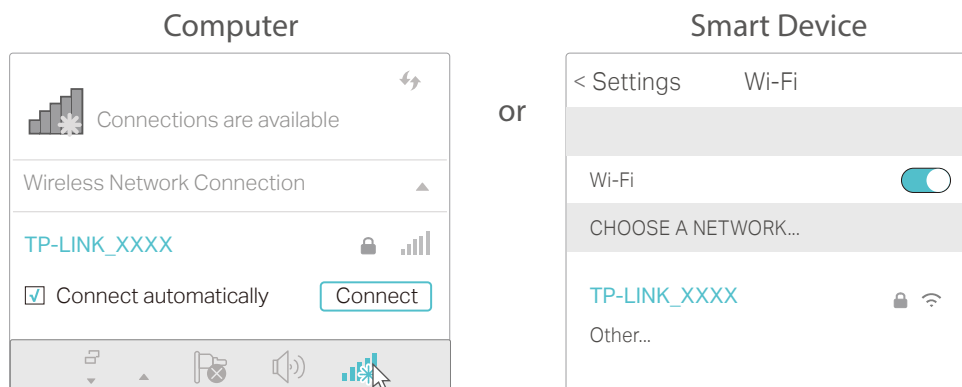 Computer
Connections are available
Wireless Network Connection
TP-LINK_XXXX
Connect automatically
Connect
or
Smart Device
< Settings Wi-Fi
Wi-Fi
CHOOSE A NETWORK...
TP-LINK_XXXX
Other...